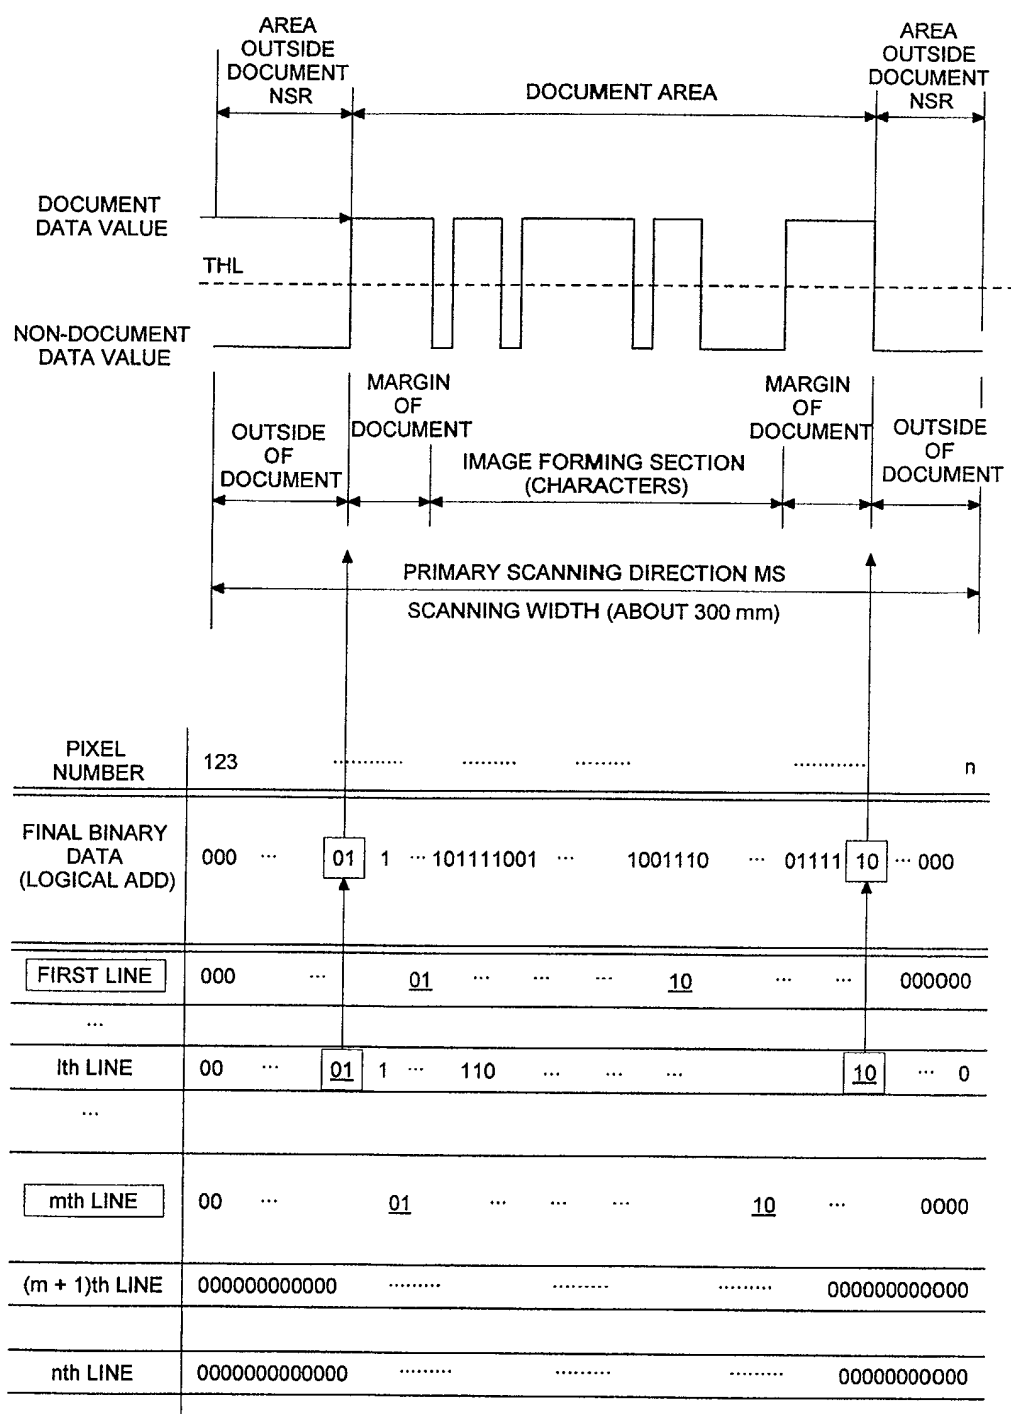 AREA
OUTSIDE
DOCUMENT
NSR
DOCUMENT AREA
AREA
OUTSIDE
DOCUMENT
NSR
DOCUMENT
DATA VALUE
THL
NON-DOCUMENT
DATA VALUE
OUTSIDE
OF
DOCUMENT
MARGIN
OF
DOCUMENT
IMAGE FORMING SECTION
(CHARACTERS)
MARGIN
OF
DOCUMENT
OUTSIDE
OF
DOCUMENT
PRIMARY SCANNING DIRECTION MS
SCANNING WIDTH (ABOUT 300 mm)
PIXEL
NUMBER
123 ............ ......... ......... ............ n
FINAL BINARY
DATA
(LOGICAL ADD)
000 ... 01 1 ... 101111001 ... 1001110 ... 01111 10 ... 000
FIRST LINE 000 ... 01 ... ... ... 10 ... ... 000000
...
lth LINE 00 ... 01 1 ... 110 ... ... ... 10 ... 0
...
mth LINE 00 ... 01 ... ... ... 10 ... 0000
(m + 1)th LINE 000000000000 ......... ......... ......... 000000000000
nth LINE 0000000000000 ......... ......... ......... 00000000000